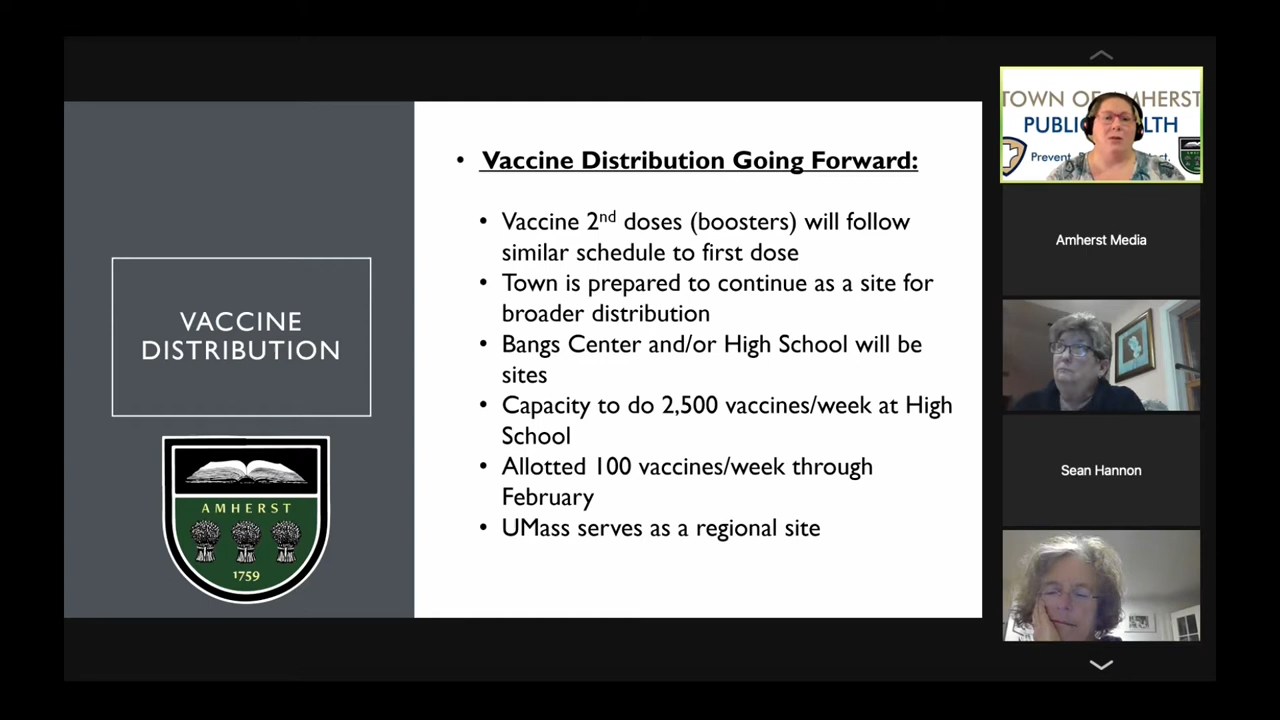 VACCINE
DISTRIBUTION
AMHERST
1759
• Vaccine Distribution Going Forward:
• Vaccine 2nd doses (boosters) will follow
similar schedule to first dose
• Town is prepared to continue as a site for
broader distribution
• Bangs Center and/or High School will be
sites
• Capacity to do 2,500 vaccines/week at High
School
• Allotted 100 vaccines/week through
February
• UMass serves as a regional site
TOWN OF AMHERST
Prevent.
Amherst Media
Sean Hannon